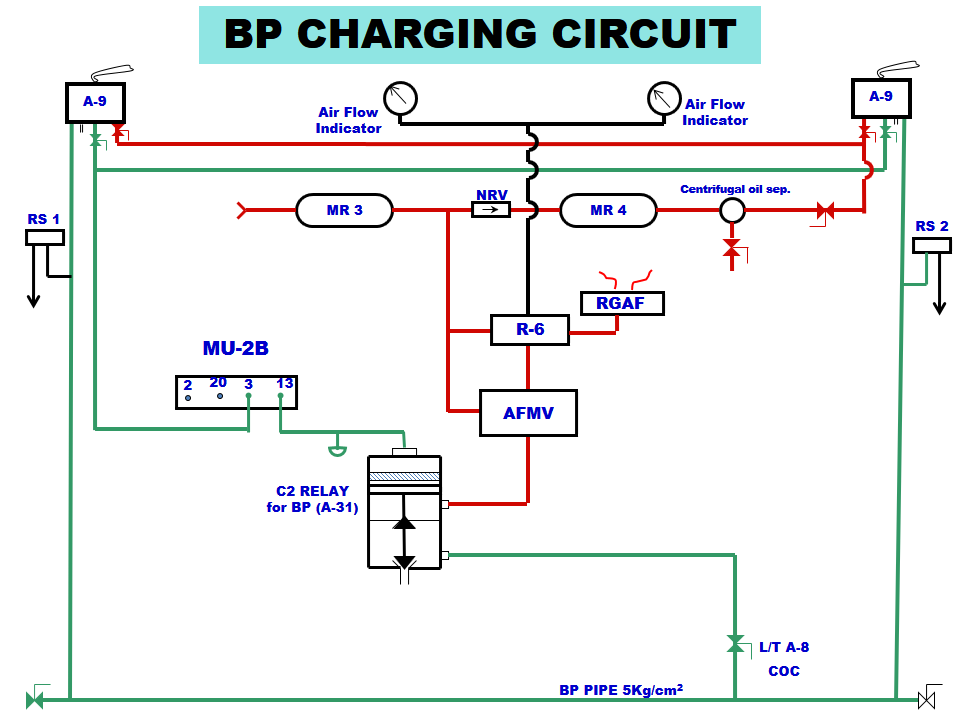 BP CHARGING CIRCUIT
A-9
A-9
Air Flow
Indicator
Air Flow
Indicator
NRV
Centrifugal oil sep.
MR 3
MR 4
RS 1
RS 2
RGAF
R-6
MU-2B
2 20 3 13
AFMV
C2 RELAY
for BP (A-31)
L/T A-8
COC
BP PIPE 5Kg/cm²